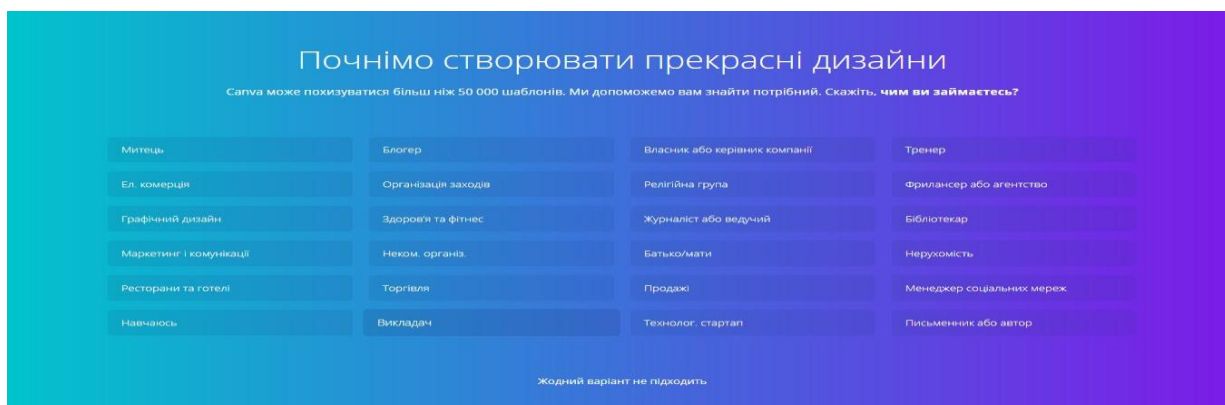 Почнімо створювати прекрасні дизайни
Canva може похизуватися більш ніж 50 000 шаблонів. Ми допоможемо вам знайти потрібний. Скажіть, чим ви займаєтесь?
Митець Блогер Власник або керівник компанії Тренер
Ел. комерція Організація заходів Релігійна група Фрилансер або агентство
Графічний дизайн Здоров'я та фітнес Журналіст або ведучий Бібліотекар
Маркетинг і комунікації Неком. організ. Батько/мати Нерухомість
Ресторани та готелі Торгівля Продажі Менеджер соціальних мереж
Навчаюсь Викладач Технолог. стартап Письменник або автор
Жодний варіант не підходить